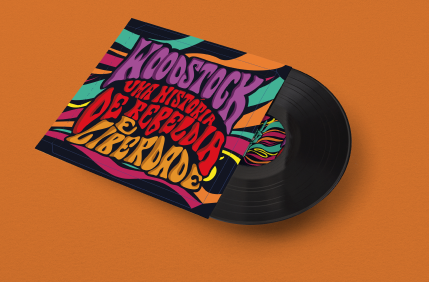 WOODSTOCK
UMA HISTÓRIA
DE REBELDIA
E
LIBERDADE